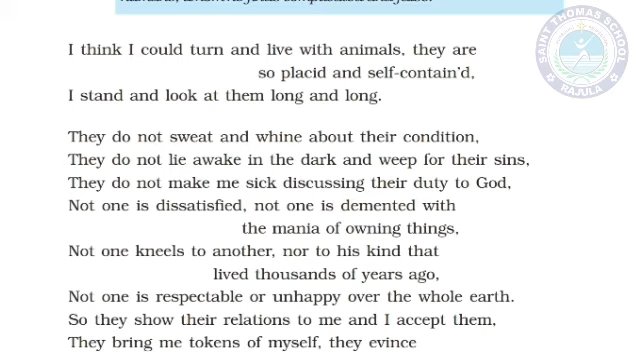 I think I could turn and live with animals, they are
so placid and self-contain'd,
I stand and look at them long and long.
They do not sweat and whine about their condition,
They do not lie awake in the dark and weep for their sins,
They do not make me sick discussing their duty to God,
Not one is dissatisfied, not one is demented with
the mania of owning things,
Not one kneels to another, nor to his kind that
lived thousands of years ago,
Not one is respectable or unhappy over the whole earth.
So they show their relations to me and I accept them,
They bring me tokens of myself, they evince
SAINT THOMAS SCHOOL
RAJULA